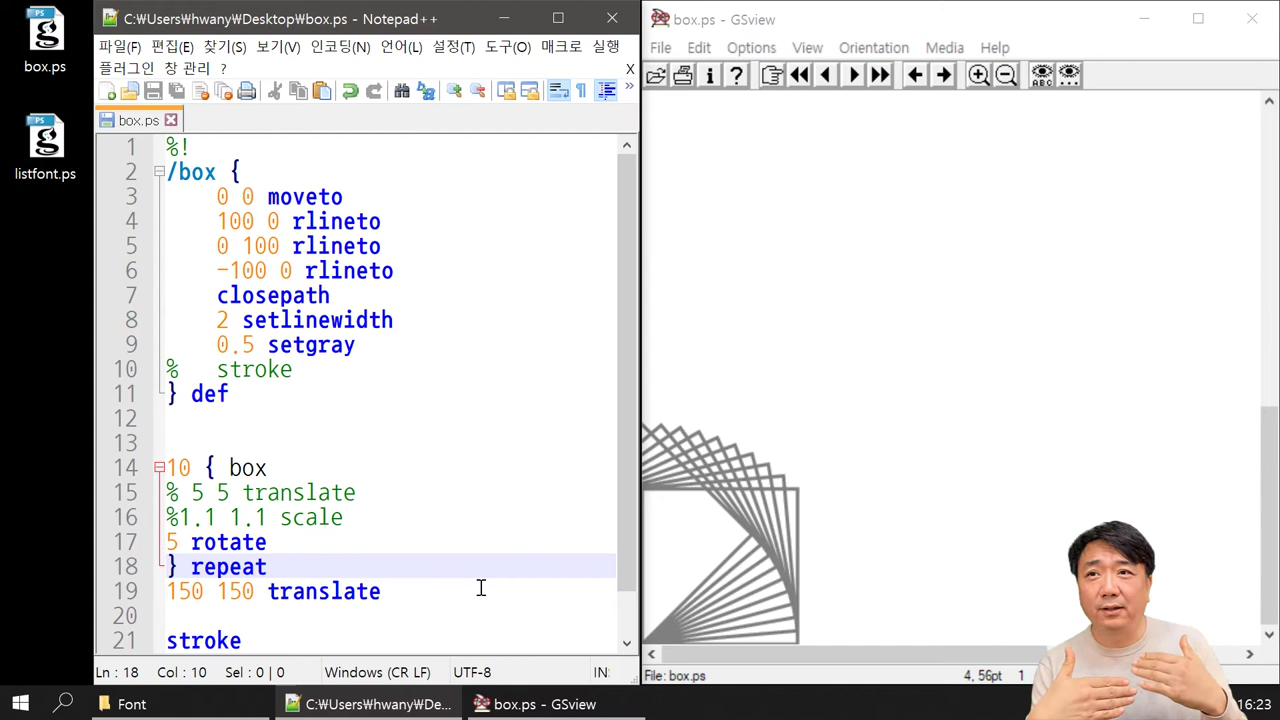 box.ps
listfont.ps
C:₩Users₩hwany₩Desktop₩box.ps - Notepad++
파일(F) 편집(E) 찾기(S) 보기(V) 인코딩(N) 언어(L) 설정(T) 도구(O) 매크로 실행
플러그인 창 관리 ? X
box.ps
1 %!
2 /box {
3 0 0 moveto
4 100 0 rlineto
5 0 100 rlineto
6 -100 0 rlineto
7 closepath
8 2 setlinewidth
9 0.5 setgray
10 % stroke
11 } def
12
13
14 10 { box
15 % 5 5 translate
16 %1.1 1.1 scale
17 5 rotate
18 } repeat
19 150 150 translate
20
21 stroke
Ln : 18 Col : 10 Sel : 0 | 0 Windows (CR LF) UTF-8 IN
box.ps - GSview
File Edit Options View Orientation Media Help
ABC
File: box.ps 4, 56pt 1
Font
C:₩Users₩hwany₩De...
box.ps - GSview
16:23